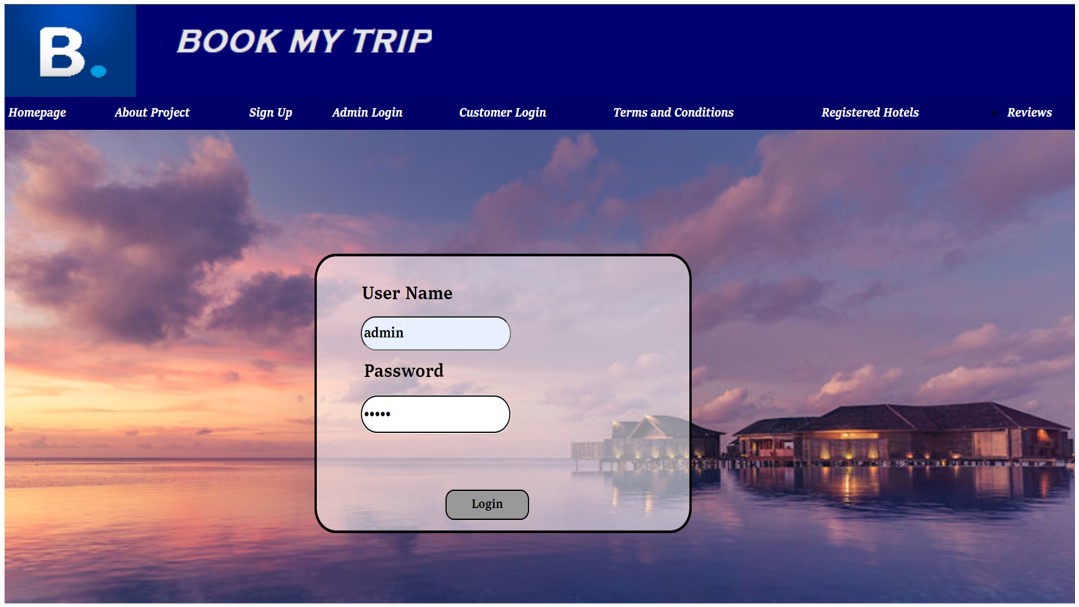 B.
BOOK MY TRIP
Homepage About Project Sign Up Admin Login Customer Login Terms and Conditions Registered Hotels Reviews
User Name
admin
Password
•••••
Login